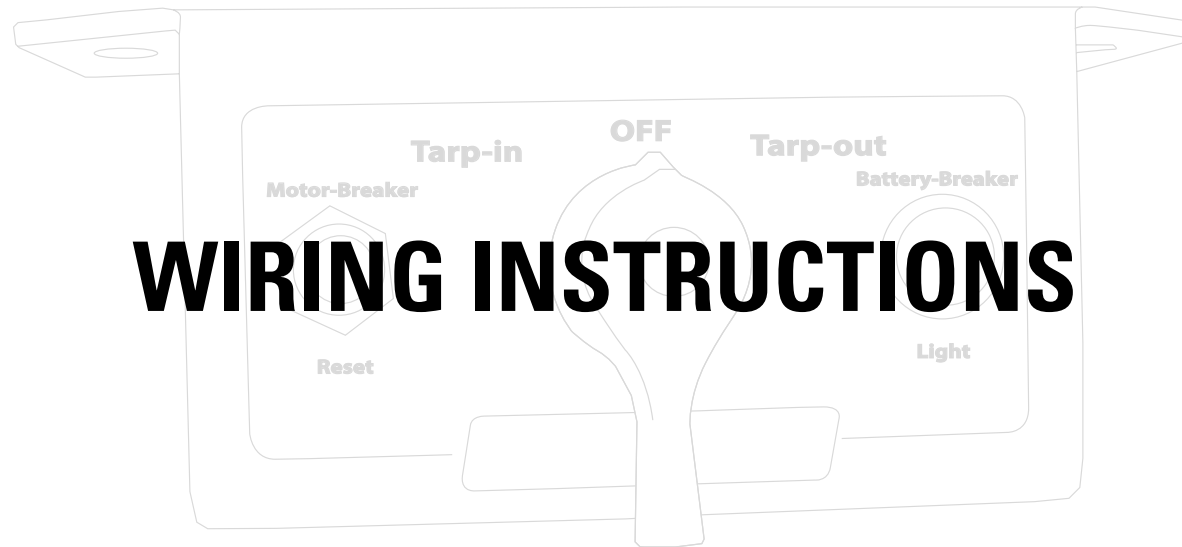 OFF
Tarp-in
Tarp-out
Motor-Breaker
Battery-Breaker
WIRING INSTRUCTIONS
Reset
Light